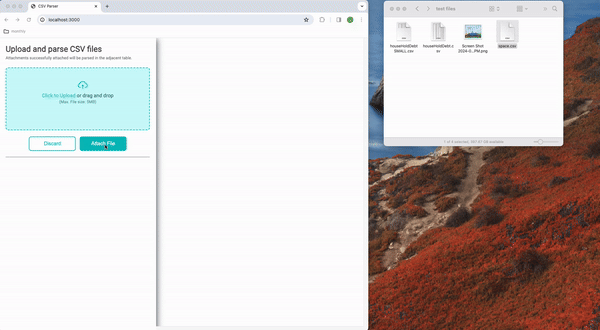 CSV Parser
localhost:3000
monthly
Upload and parse CSV files
Attachments successfully attached will be parsed in the adjacent table.
Click to Upload or drag and drop
(Max. File size: 5MB)
Discard
Attach File
test files
houseHoldDebt
SMALL.csv
houseHoldDebt.c
sv
Screen Shot
2024-0...PM.png
space.csv